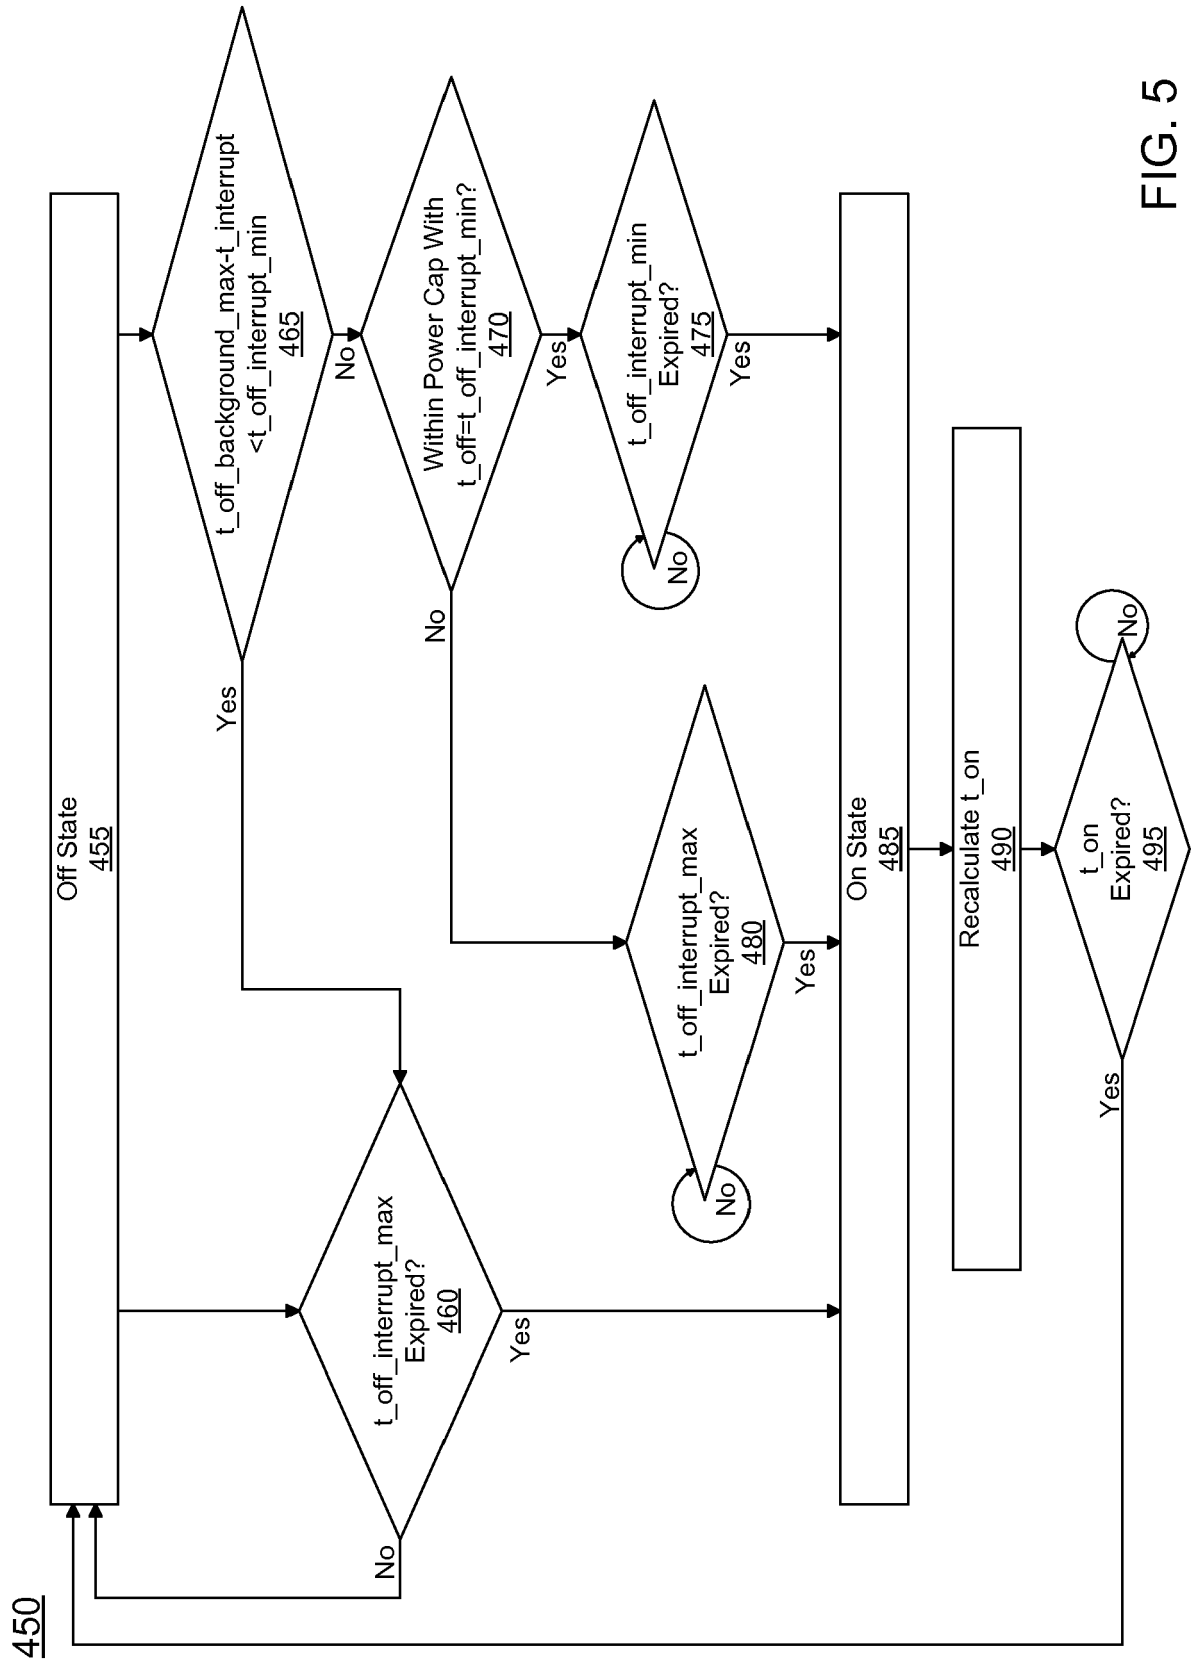 450
Off State
455
t_off_interrupt_max
Expired?
460
No
Yes
t_off_background_max-t_interrupt
<t_off_interrupt_min
465
Yes
No
Within Power Cap With
t_off=t_off_interrupt_min?
470
No
Yes
t_off_interrupt_max
Expired?
480
No
Yes
t_off_interrupt_min
Expired?
475
No
Yes
On State
485
Recalculate t_on
490
t_on
Expired?
495
Yes
No
FIG. 5